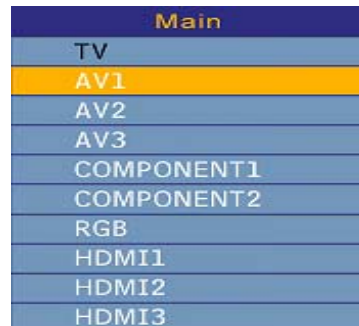 Main
TV
AV1
AV2
AV3
COMPONENT1
COMPONENT2
RGB
HDMI1
HDMI2
HDMI3